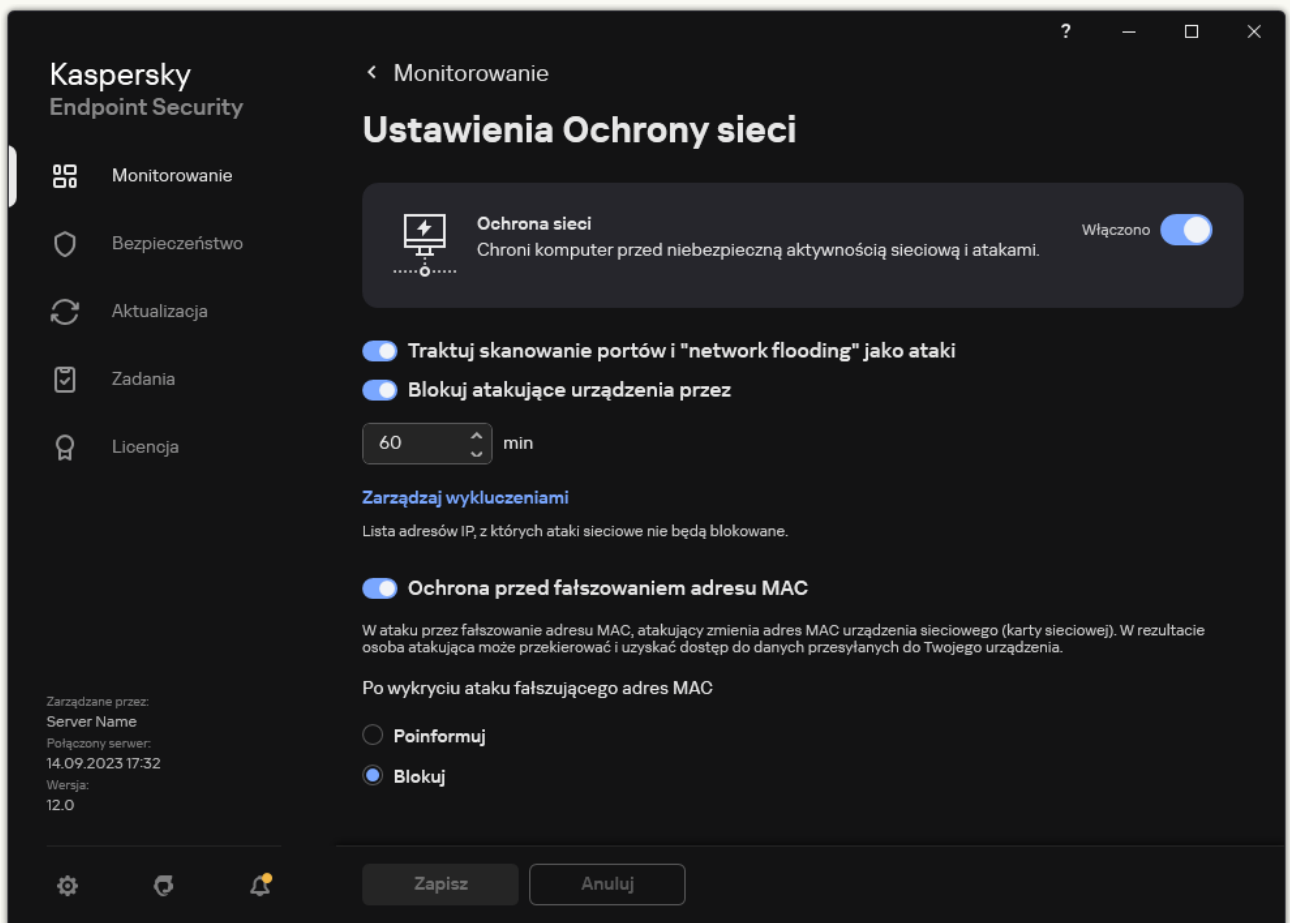 ?
Kaspersky
Endpoint Security
Monitorowanie
Bezpieczeństwo
Aktualizacja
Zadania
Licencja
Zarządzane przez:
Server Name
Połączony serwer:
14.09.2023 17:32
Wersja:
12.0
Monitorowanie
Ustawienia Ochrony sieci
Ochrona sieci
Chroni komputer przed niebezpieczną aktywnością sieciową i atakami.
Włączono
Traktuj skanowanie portów i "network flooding" jako ataki
Blokuj atakujące urządzenia przez
60 min
Zarządzaj wykluczeniami
Lista adresów IP, z których ataki sieciowe nie będą blokowane.
Ochrona przed fałszowaniem adresu MAC
W ataku przez fałszowanie adresu MAC, atakujący zmienia adres MAC urządzenia sieciowego (karty sieciowej). W rezultacie
osoba atakująca może przekierować i uzyskać dostęp do danych przesyłanych do Twojego urządzenia.
Po wykryciu ataku fałszującego adres MAC
Poinformuj
Blokuj
Zapisz
Anuluj